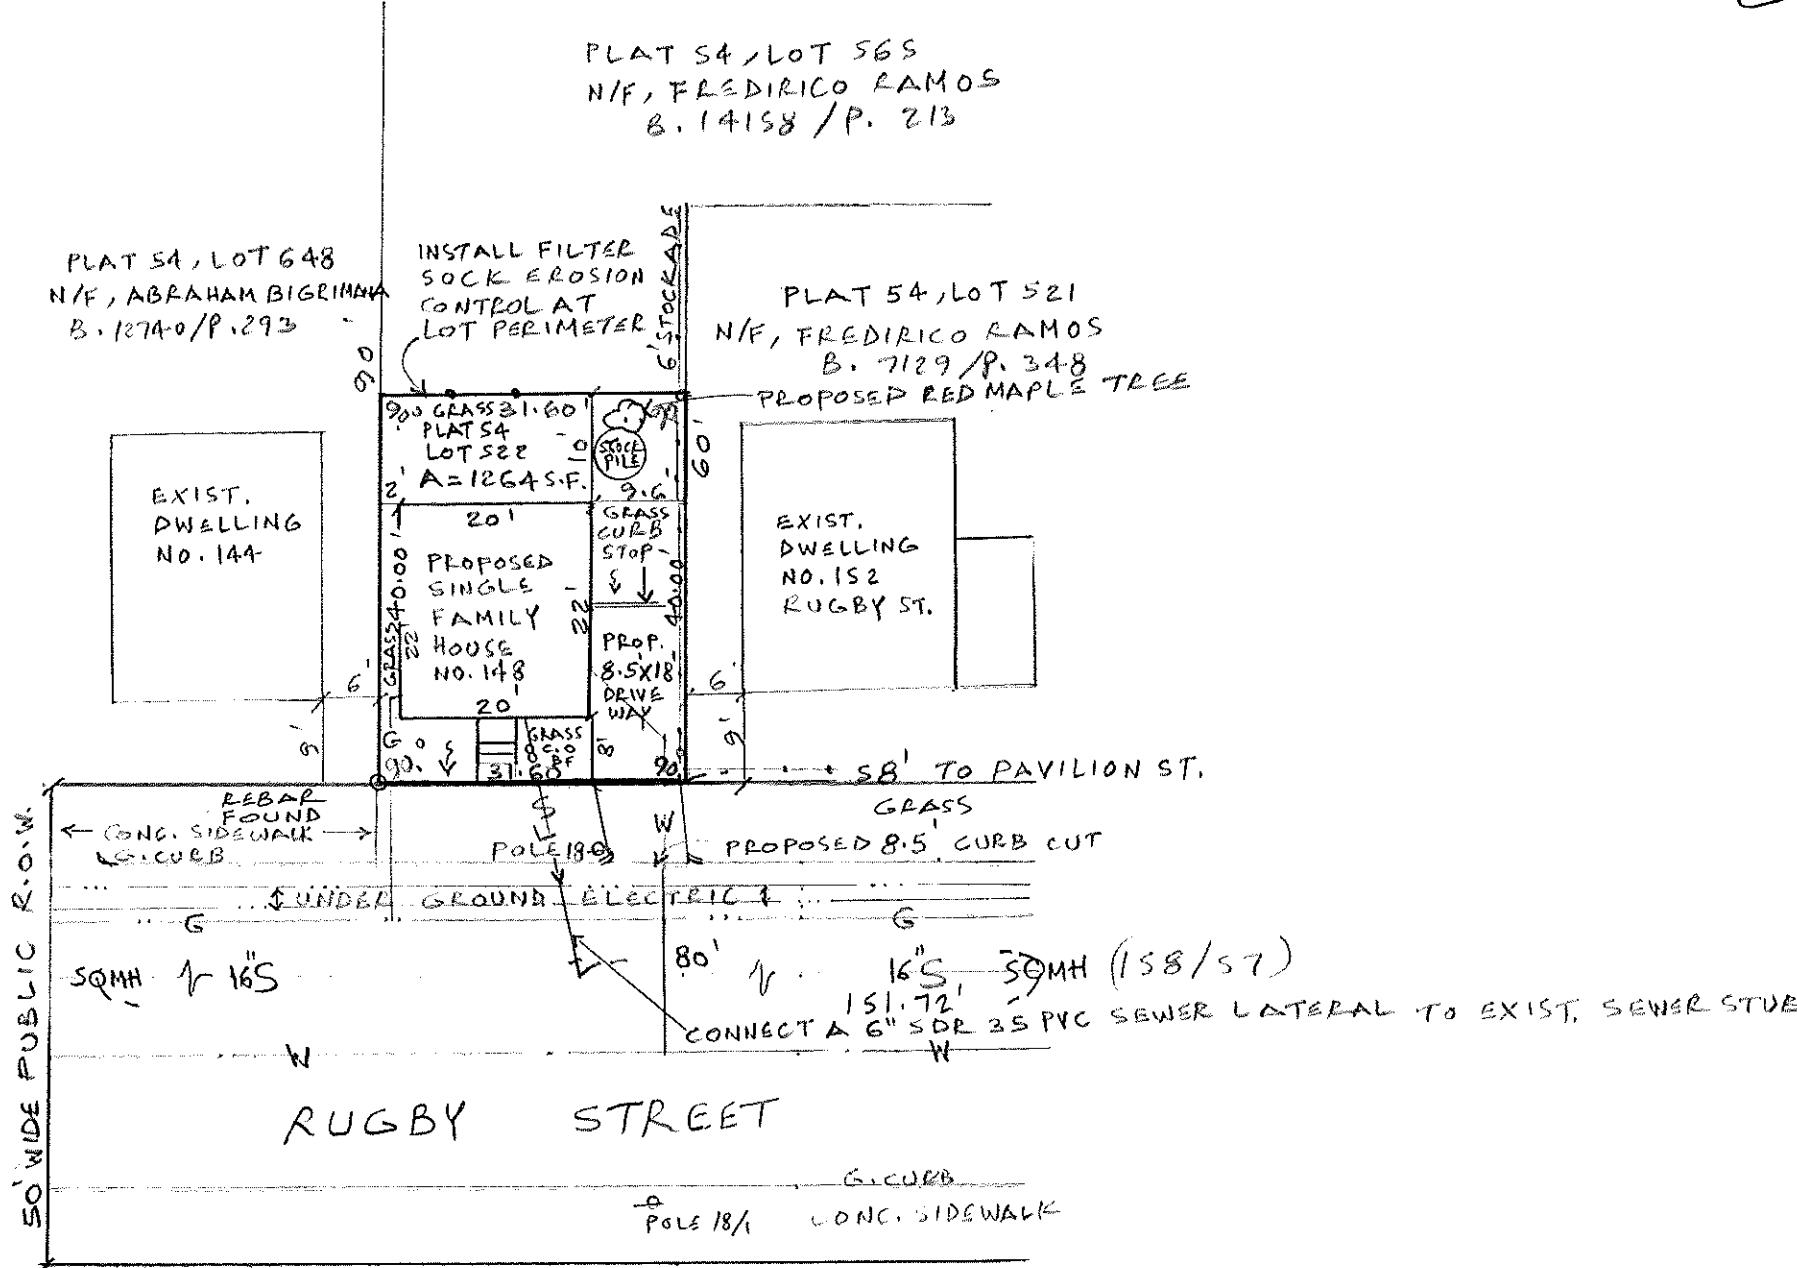 PLAT 54, LOT 565
N/F, FREDIRICO RAMOS
B. 14158 / P. 213
PLAT 54, LOT 648
N/F, ABRAHAM BIGRIMANA
B. 12740/P.293
INSTALL FILTER
SOCK EROSION
CONTROL AT
LOT PERIMETER
6' STOCKADE
PLAT 54, LOT 521
N/F, FREDIRICO RAMOS
B. 7129 /P. 348
PROPOSED RED MAPLE TREE
90
90° GRASS 31.60'
PLAT 54
LOT 522
A = 1264 S.F.
10'
STOCK
PILE
60'
2'
9.6'
EXIST.
DWELLING
NO. 144
20'
GRASS
CURB
STOP
40.00'
GRASS
22'
PROPOSED
SINGLE
FAMILY
HOUSE
NO. 148
22'
40.00
PROP.
8.5'X18'
DRIVE
WAY
EXIST.
DWELLING
NO. 152
RUGBY ST.
6'
20'
6'
9'
G
90°
S
GRASS
C.O
31.60
8'
90°
9'
58' TO PAVILION ST.
REBAR
FOUND
GRASS
CONC. SIDEWALK
G. CURB
S
W
POLE 18-0
PROPOSED 8.5' CURB CUT
UNDER GROUND ELECTRIC
G
G
SQMH 16"S
80'
16"S SQMH (158/57)
151.72'
CONNECT A 6" SDR 35 PVC SEWER LATERAL TO EXIST. SEWER STUB
W
W
50' WIDE PUBLIC R.O.W.
RUGBY STREET
G. CURB
POLE 18/1
CONC. SIDEWALK